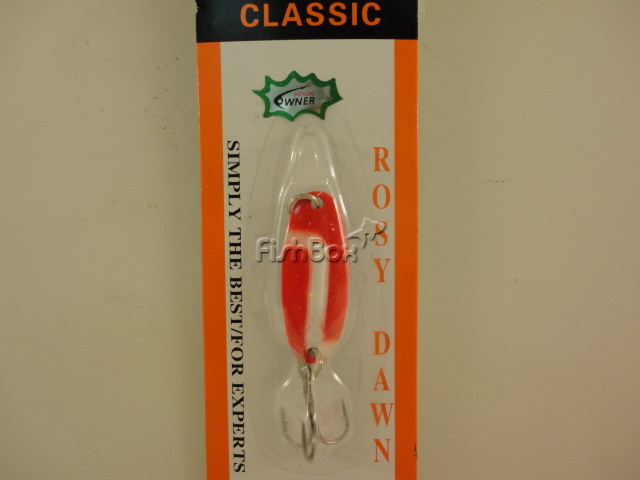 CLASSIC
HOOK
OWNER
SIMPLY THE BEST/FOR EXPERTS
ROSY DAWN
FishBox